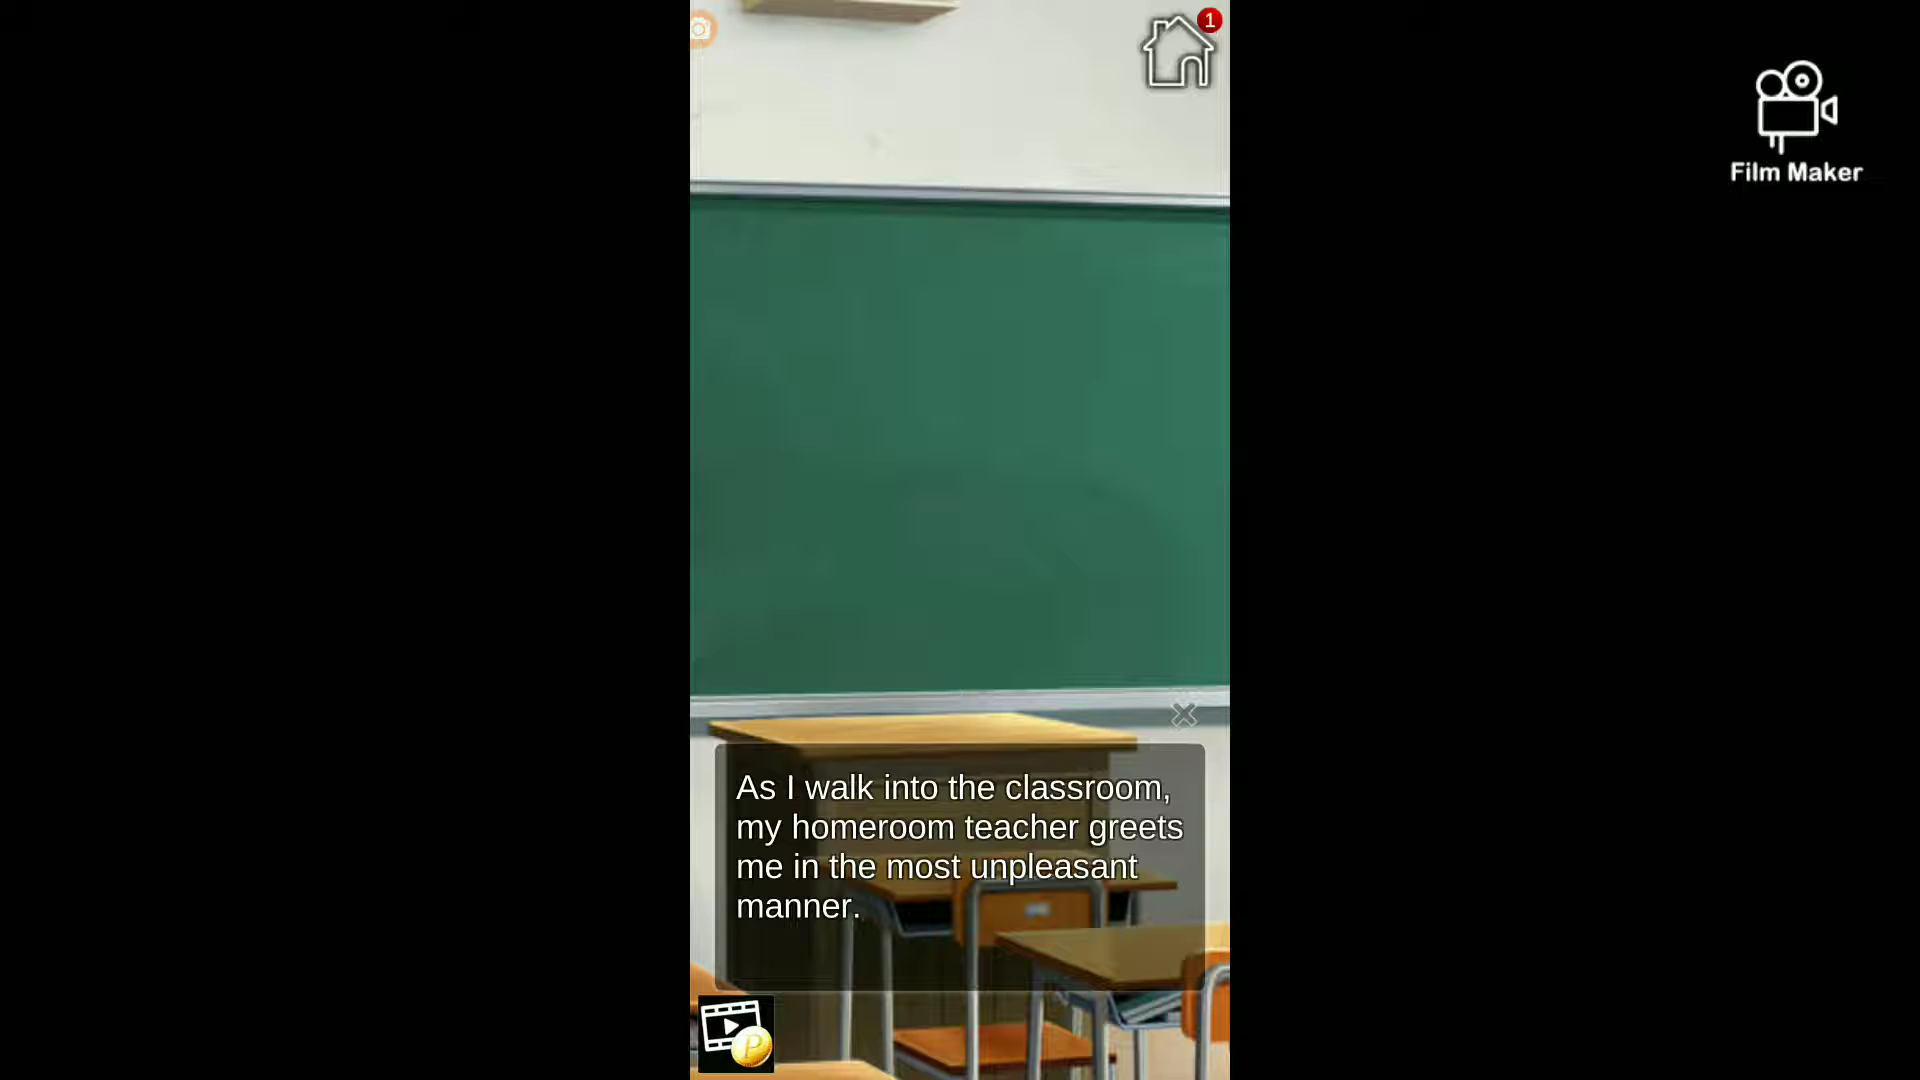 1
Film Maker
As I walk into the classroom,
my homeroom teacher greets
me in the most unpleasant
manner.
P